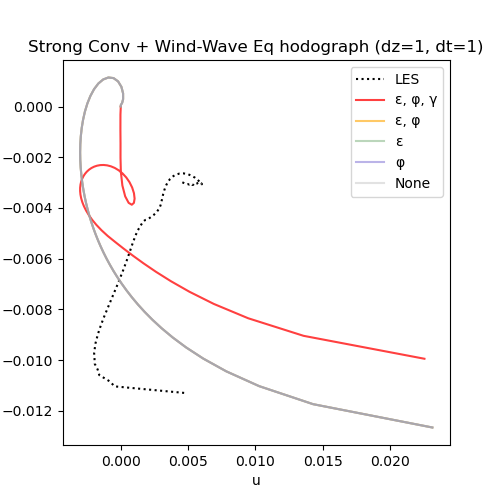 Strong Conv + Wind-Wave Eq hodograph (dz=1, dt=1)
LES
ε, φ, γ
ε, φ
ε
φ
None
0.000
−0.002
−0.004
−0.006
−0.008
−0.010
−0.012
0.000 0.005 0.010 0.015 0.020
u